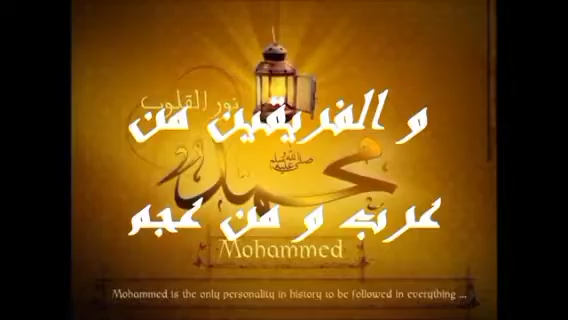 نور القلوب
و الفريقين من
محمد
صلى الله عليه وسلم
عرب و من عجم
Mohammed
Mohammed is the only personality in history to be followed in everything ...